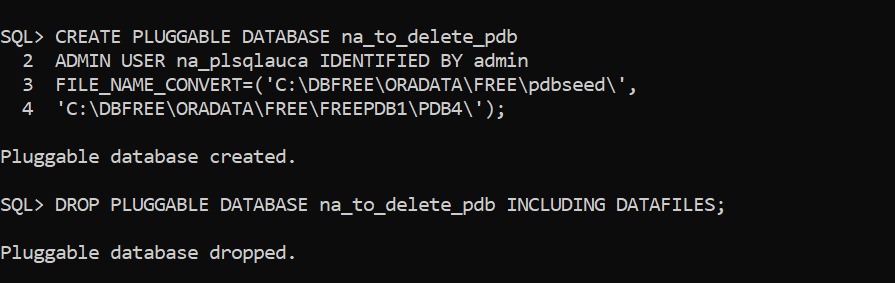 SQL> CREATE PLUGGABLE DATABASE na_to_delete_pdb
  2  ADMIN USER na_plsqlauca IDENTIFIED BY admin
  3  FILE_NAME_CONVERT=('C:\DBFREE\ORADATA\FREE\pdbseed\',
  4  'C:\DBFREE\ORADATA\FREE\FREEPDB1\PDB4\');
Pluggable database created.
SQL> DROP PLUGGABLE DATABASE na_to_delete_pdb INCLUDING DATAFILES;
Pluggable database dropped.